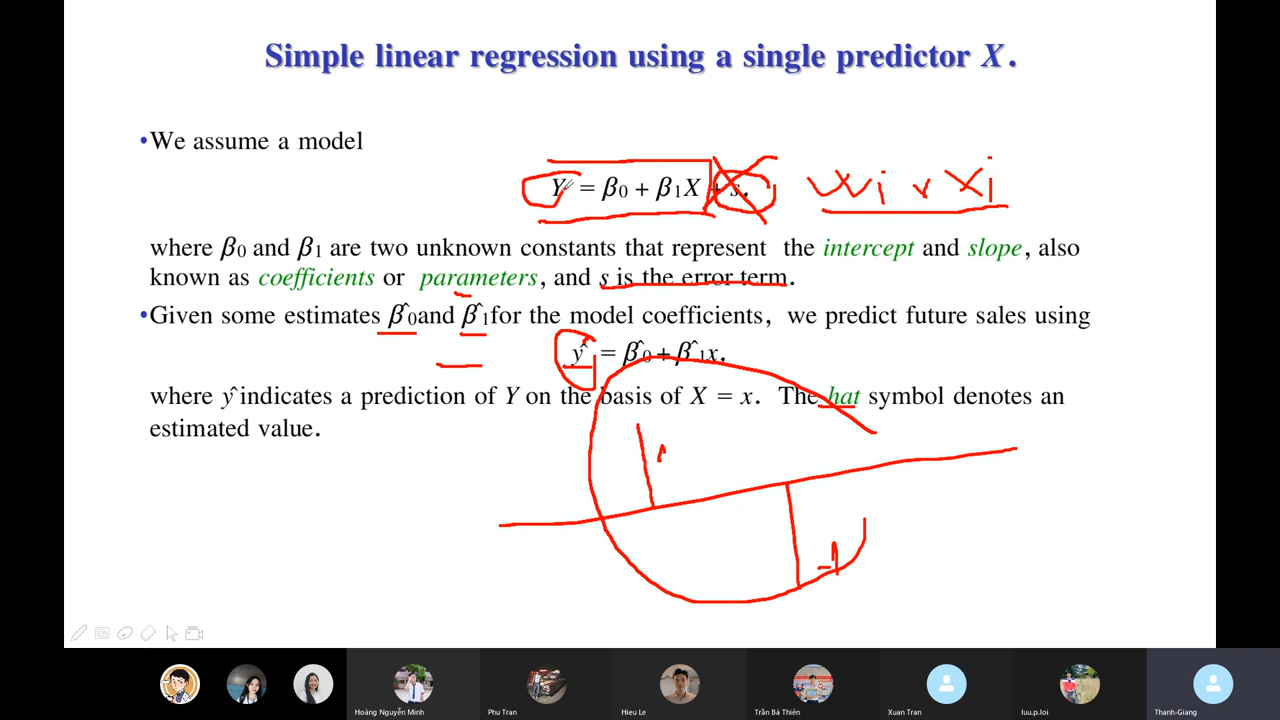 Simple linear regression using a single predictor X.
•We assume a model
Y = β0 + β1X + s.
wi , Xi
where β0 and β1 are two unknown constants that represent the intercept and slope, also
known as coefficients or parameters, and s is the error term.
•Given some estimates β̂0and β̂1for the model coefficients, we predict future sales using
ŷ = β̂0 + β̂1x.
where ŷ indicates a prediction of Y on the basis of X = x. The hat symbol denotes an
estimated value.
-1
Hoàng Nguyễn Minh
Phu Tran
Hieu Le
Trần Bá Thiên
Xuan Tran
luu.p.loi
Thanh-Giang